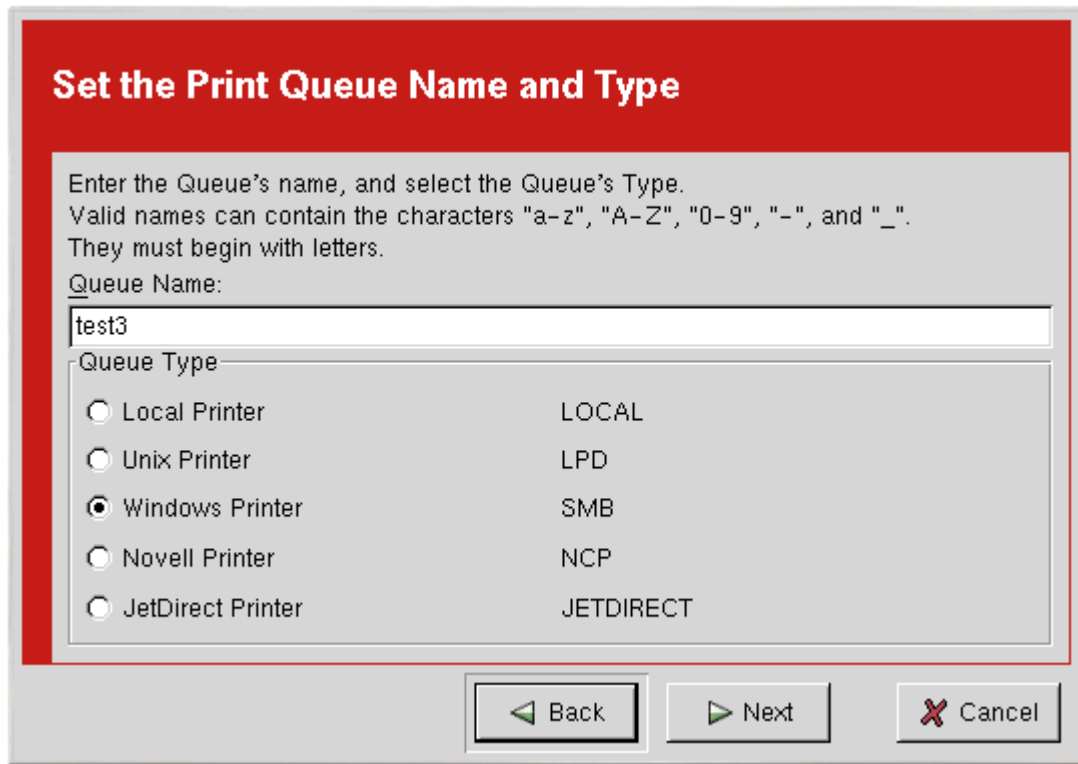 Set the Print Queue Name and Type
Enter the Queue's name, and select the Queue's Type.
Valid names can contain the characters "a-z", "A-Z", "0-9", "-", and "_".
They must begin with letters.
Queue Name:
test3
Queue Type
Local Printer LOCAL
Unix Printer LPD
Windows Printer SMB
Novell Printer NCP
JetDirect Printer JETDIRECT
Back Next Cancel